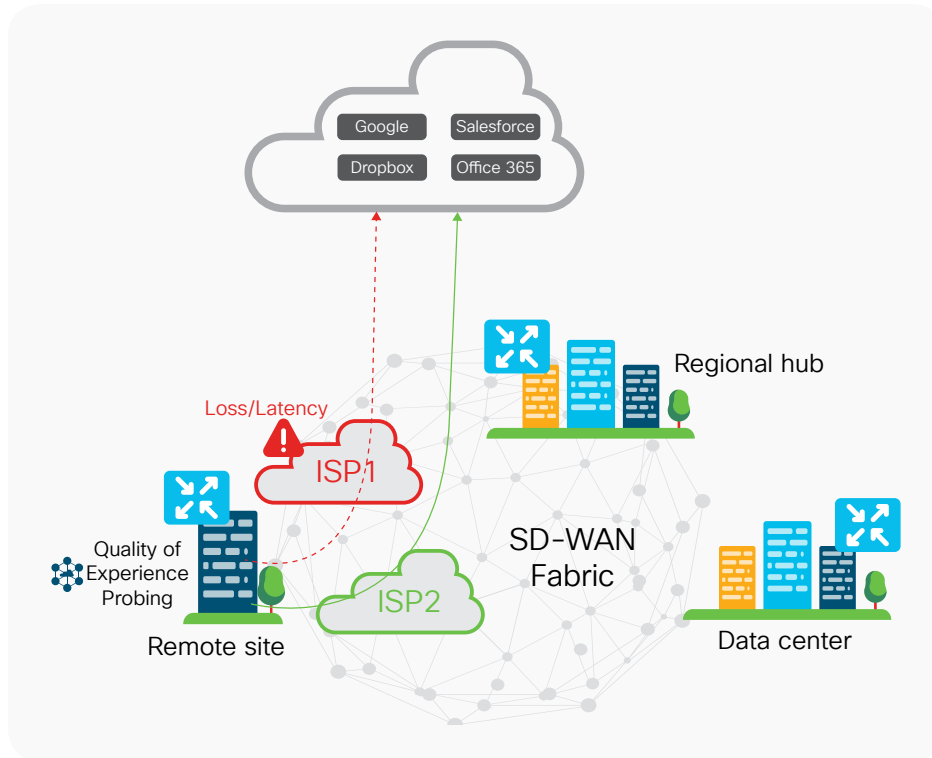 Google
Salesforce
Dropbox
Office 365
Regional hub
Loss/Latency
ISP1
SD-WAN
Fabric
Quality of
Experience
Probing
ISP2
Remote site
Data center